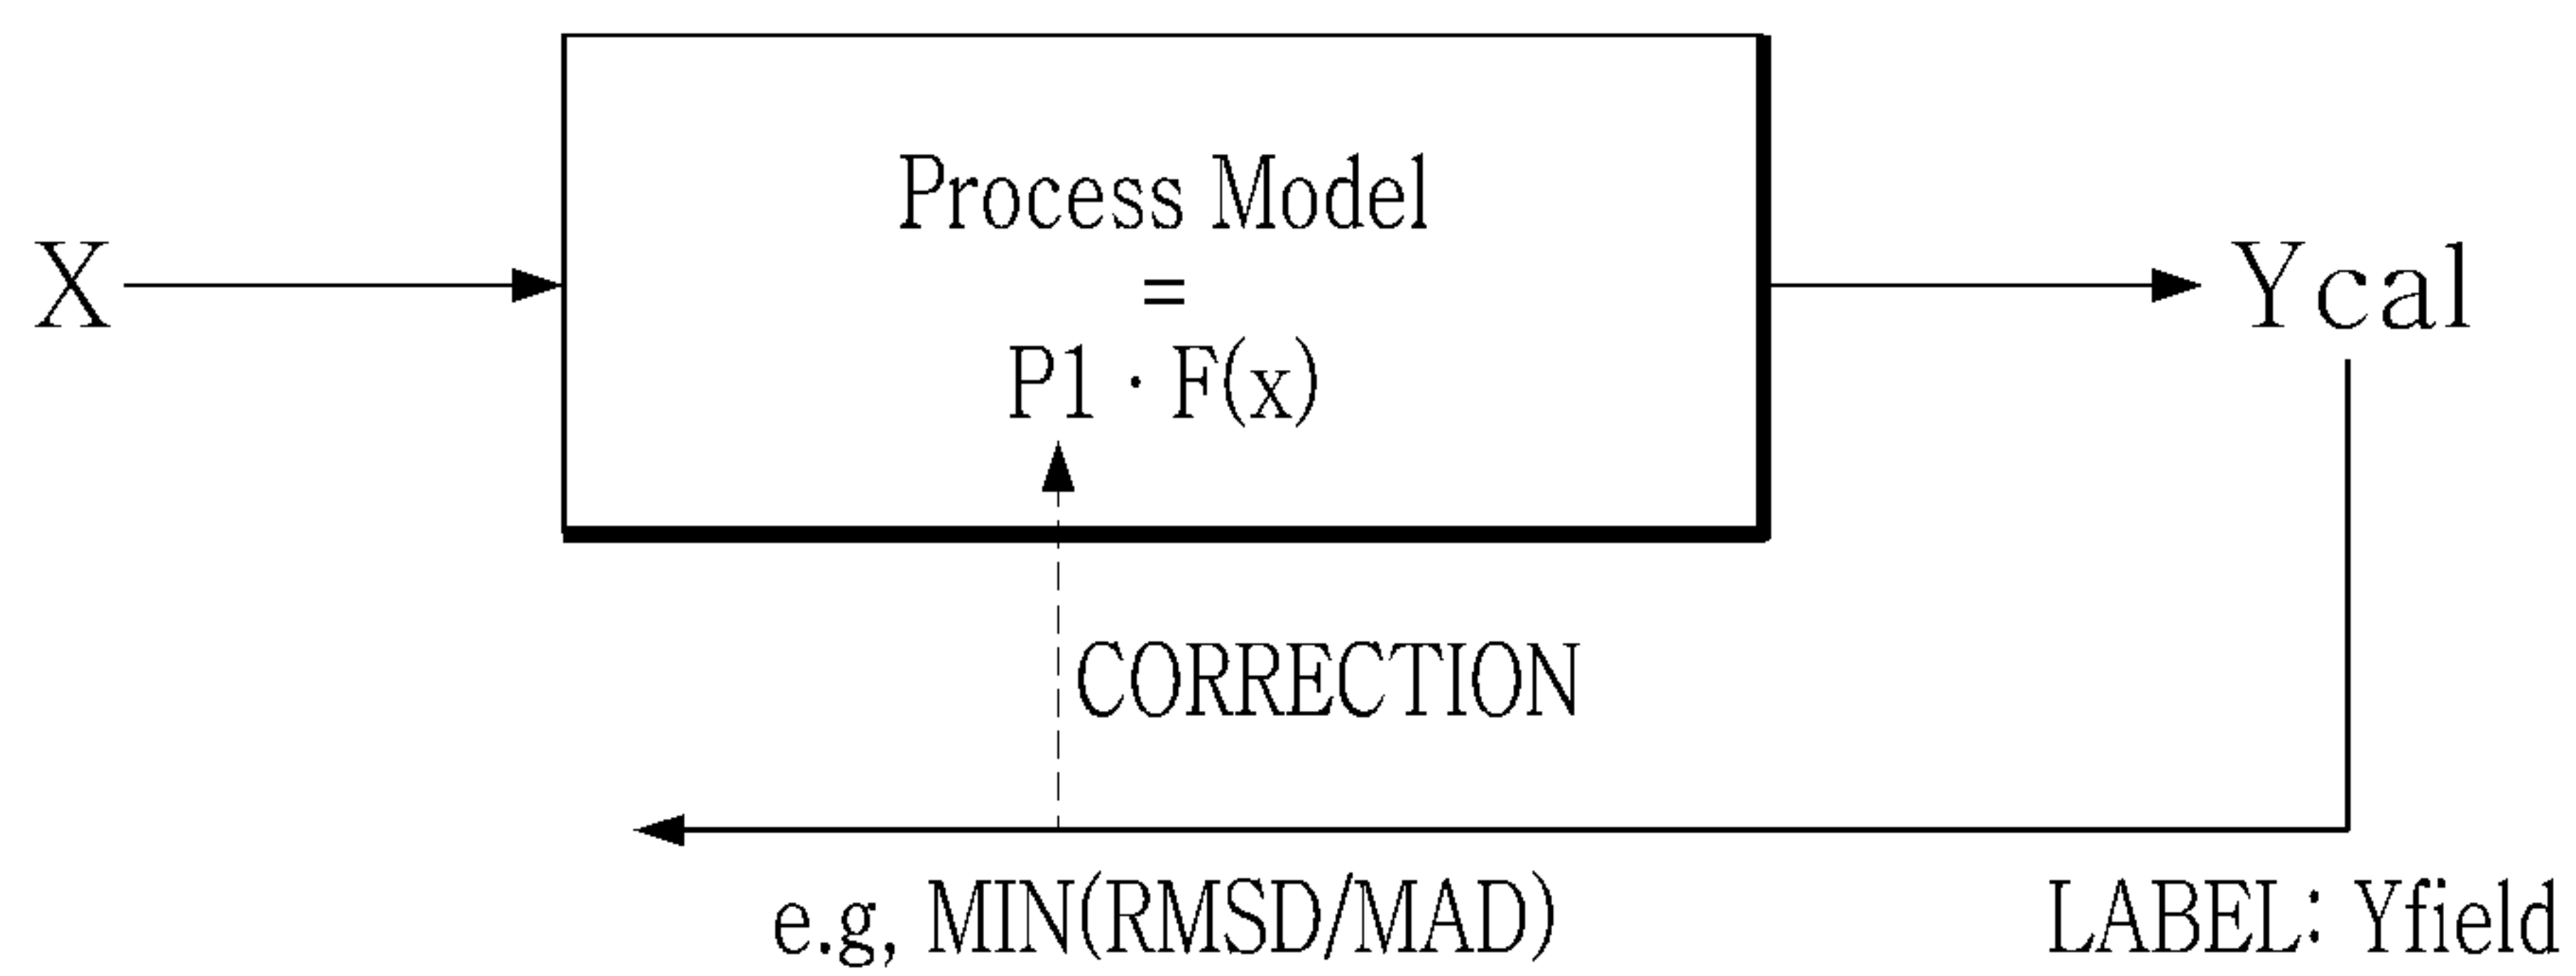 X
Process Model
=
P1 · F(x)
Ycal
CORRECTION
e.g, MIN(RMSD/MAD)
LABEL: Yfield